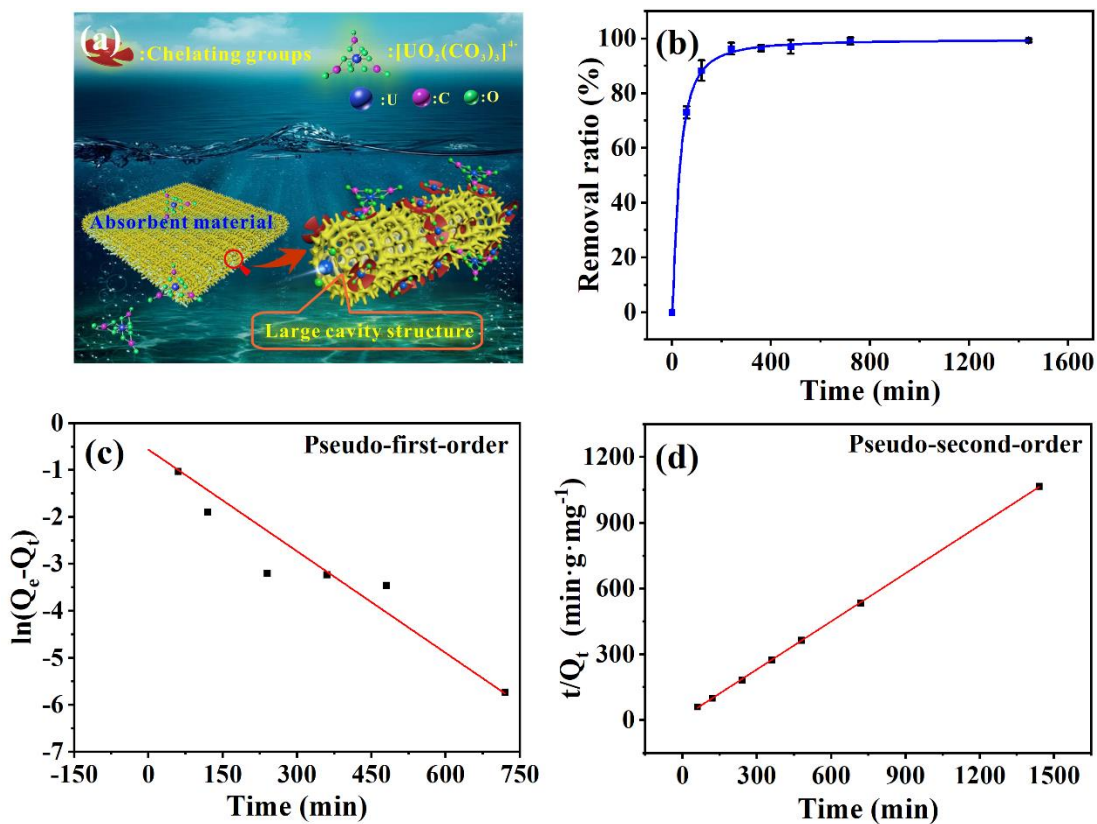 (a)
:Chelating groups
:[UO₂(CO₃)₃]⁴⁻
:U :C :O
Absorbent material
Large cavity structure
(b)
Removal ratio (%)
100
80
60
40
20
0
0 400 800 1200 1600
Time (min)
(c)
Pseudo-first-order
ln(Qₑ-Qₜ)
0
-1
-2
-3
-4
-5
-6
-7
-150 0 150 300 450 600 750
Time (min)
(d)
Pseudo-second-order
t/Qₜ (min·g·mg⁻¹)
1200
900
600
300
0
0 300 600 900 1200 1500
Time (min)